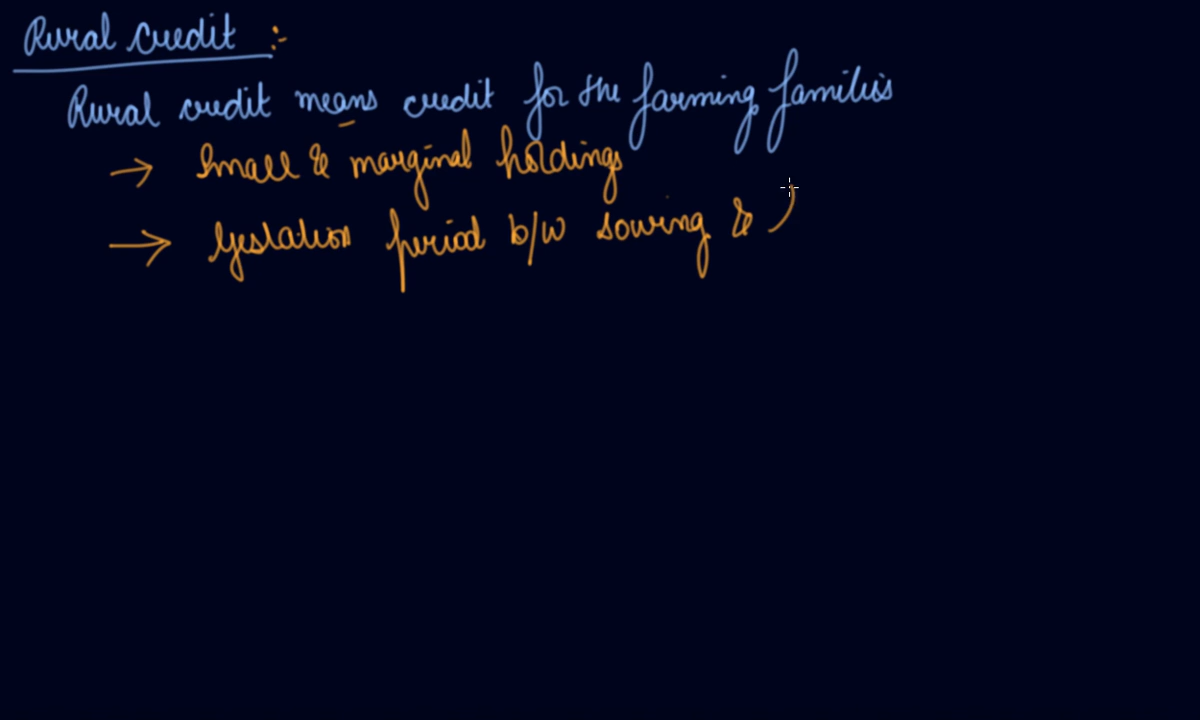 Rural credit :-
Rural credit means credit for the farming families
→ Small & marginal holdings
→ Gestation period b/w sowing &